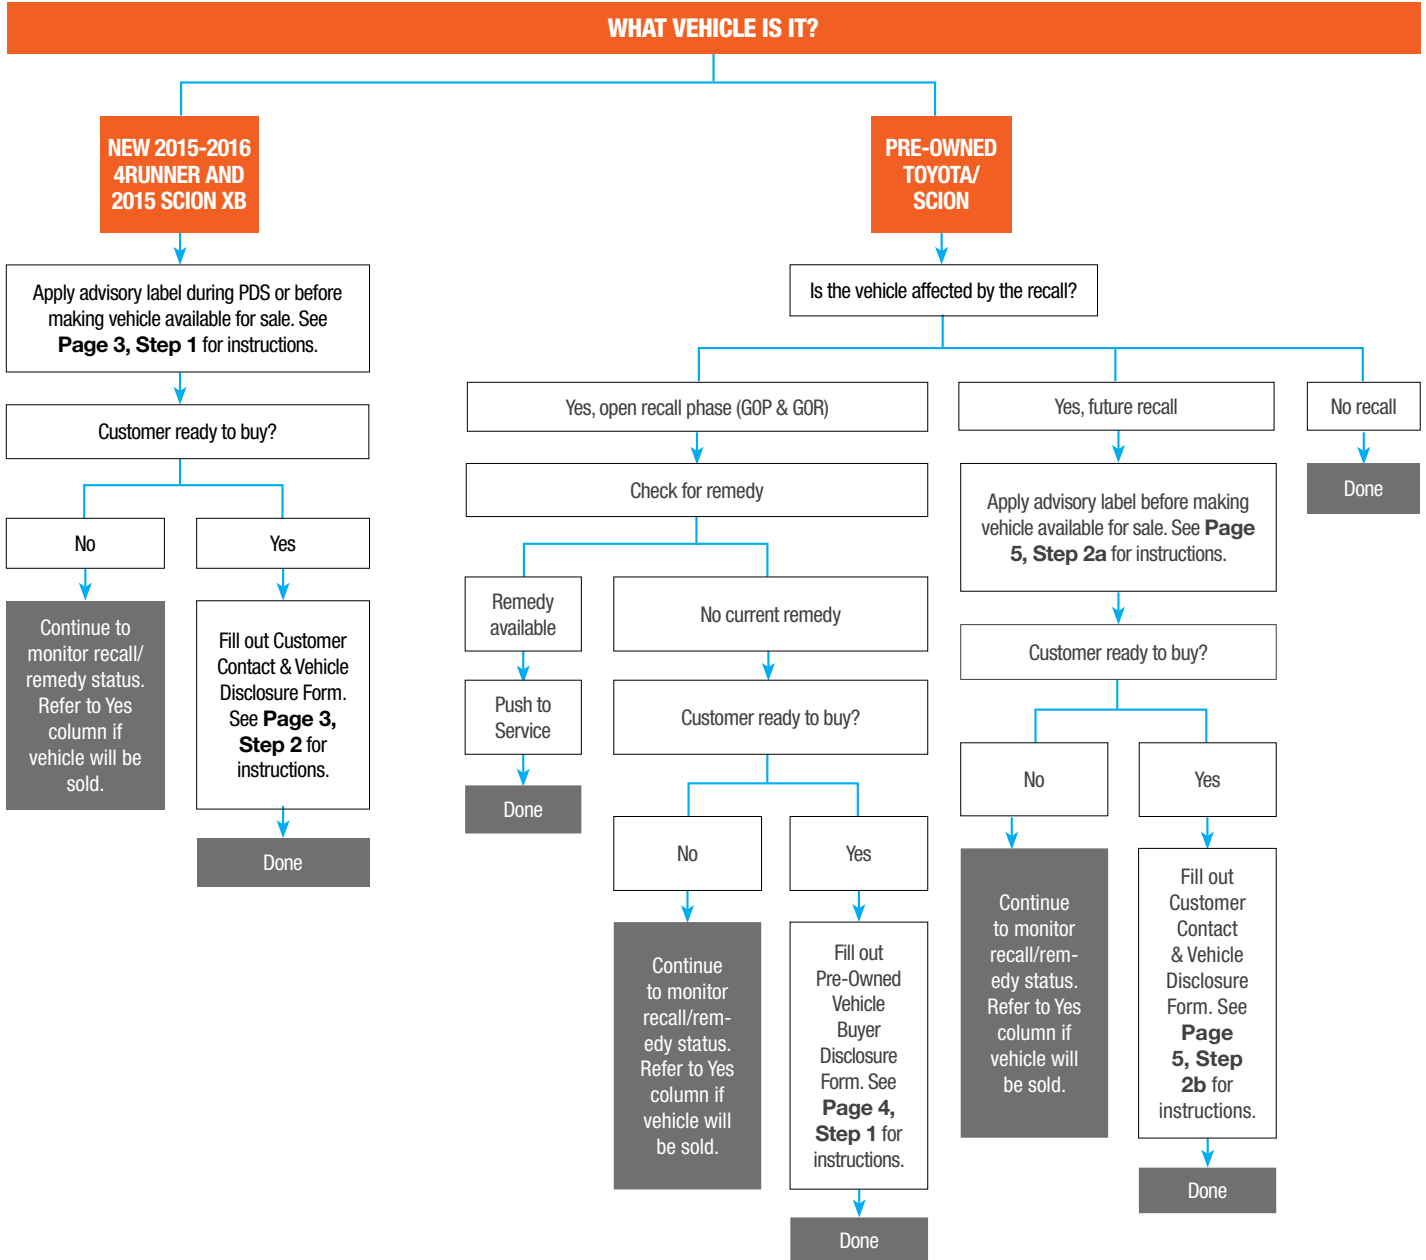 WHAT VEHICLE IS IT?
NEW 2015-2016
4RUNNER AND
2015 SCION XB
Apply advisory label during PDS or before
making vehicle available for sale. See
Page 3, Step 1 for instructions.
Customer ready to buy?
No
Yes
Continue to
monitor recall/
remedy status.
Refer to Yes
column if
vehicle will be
sold.
Fill out Customer
Contact & Vehicle
Disclosure Form.
See Page 3,
Step 2 for
instructions.
Done
PRE-OWNED
TOYOTA/
SCION
Is the vehicle affected by the recall?
Yes, open recall phase (G0P & G0R)
Check for remedy
Remedy
available
Push to
Service
Done
No current remedy
Customer ready to buy?
No
Yes
Continue
to monitor
recall/rem-
edy status.
Refer to Yes
column if
vehicle will
be sold.
Fill out
Pre-Owned
Vehicle
Buyer
Disclosure
Form. See
Page 4,
Step 1 for
instructions.
Done
Yes, future recall
Apply advisory label before making
vehicle available for sale. See Page
5, Step 2a for instructions.
Customer ready to buy?
No
Yes
Continue
to monitor
recall/rem-
edy status.
Refer to Yes
column if
vehicle will
be sold.
Fill out
Customer
Contact
& Vehicle
Disclosure
Form. See
Page
5, Step
2b for
instructions.
Done
No recall
Done